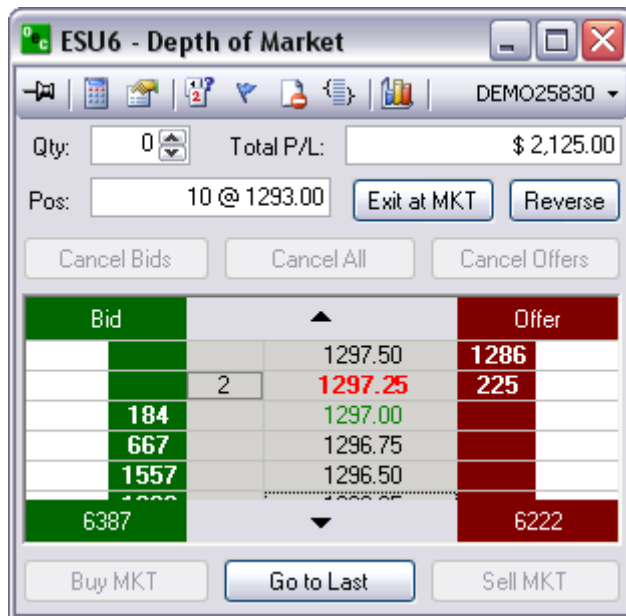 ESU6 - Depth of Market
DEMO25830
Qty: 0 Total P/L: $ 2,125.00
Pos: 10 @ 1293.00 Exit at MKT Reverse
Cancel Bids Cancel All Cancel Offers
Bid Offer
1297.50 1286
2 1297.25 225
184 1297.00
667 1296.75
1557 1296.50
6387 6222
Buy MKT Go to Last Sell MKT